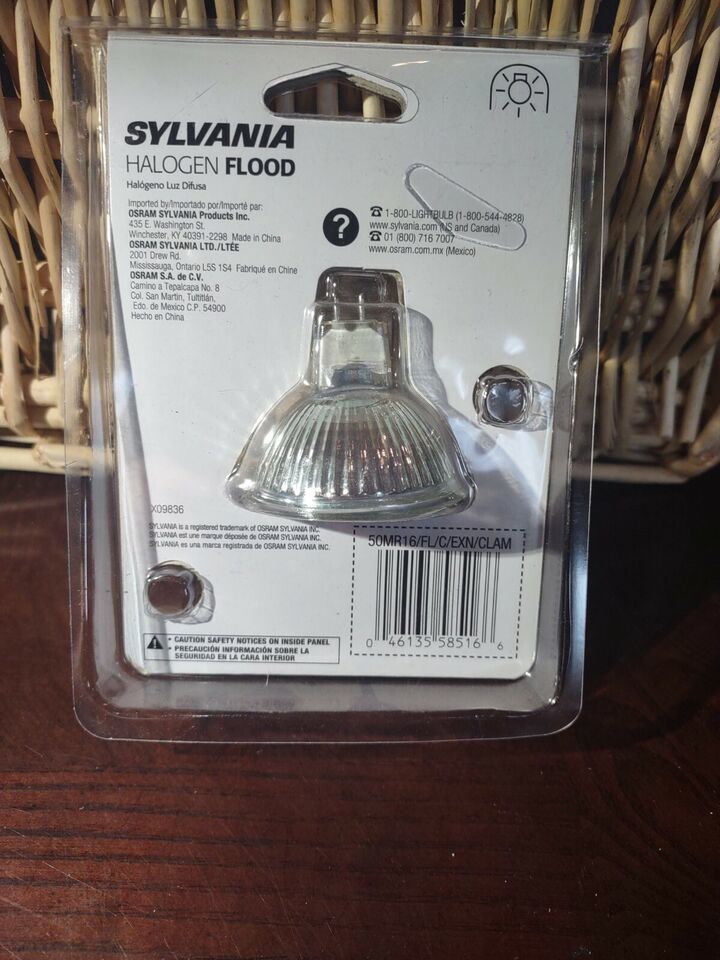 SYLVANIA
HALOGEN FLOOD
Halógeno Luz Difusa
Imported by/Importado por/Importé par:
OSRAM SYLVANIA Products Inc.
435 E. Washington St.
Winchester, KY 40391-2298 Made in China
OSRAM SYLVANIA LTD./LTÉE
2001 Drew Rd.
Mississauga, Ontario L5S 1S4 Fabriqué en Chine
OSRAM S.A. de C.V.
Camino a Tepalcapa No. 8
Col. San Martin, Tultitlán,
Edo. de Mexico C.P. 54900
Hecho en China
?
1-800-LIGHTBULB (1-800-544-4828)
www.sylvania.com (US and Canada)
01 (800) 716 7007
www.osram.com.mx (Mexico)
X09836
SYLVANIA is a registered trademark of OSRAM SYLVANIA INC.
SYLVANIA est une marque déposée de OSRAM SYLVANIA INC.
SYLVANIA es una marca registrada de OSRAM SYLVANIA INC.
50MR16/FL/C/EXN/CLAM
0 46135 58516 6
• CAUTION SAFETY NOTICES ON INSIDE PANEL
• PRECAUCIÓN INFORMACIÓN SOBRE LA
SEGURIDAD EN LA CARA INTERIOR